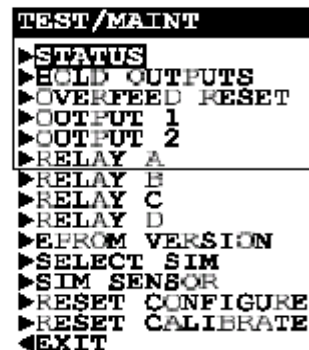 TEST/MAINT
▶STATUS
▶HOLD OUTPUTS
▶OVERFEED RESET
▶OUTPUT 1
▶OUTPUT 2
▶RELAY A
▶RELAY B
▶RELAY C
▶RELAY D
▶EPROM VERSION
▶SELECT SIM
▶SIM SENSOR
▶RESET CONFIGURE
▶RESET CALIBRATE
◀EXIT